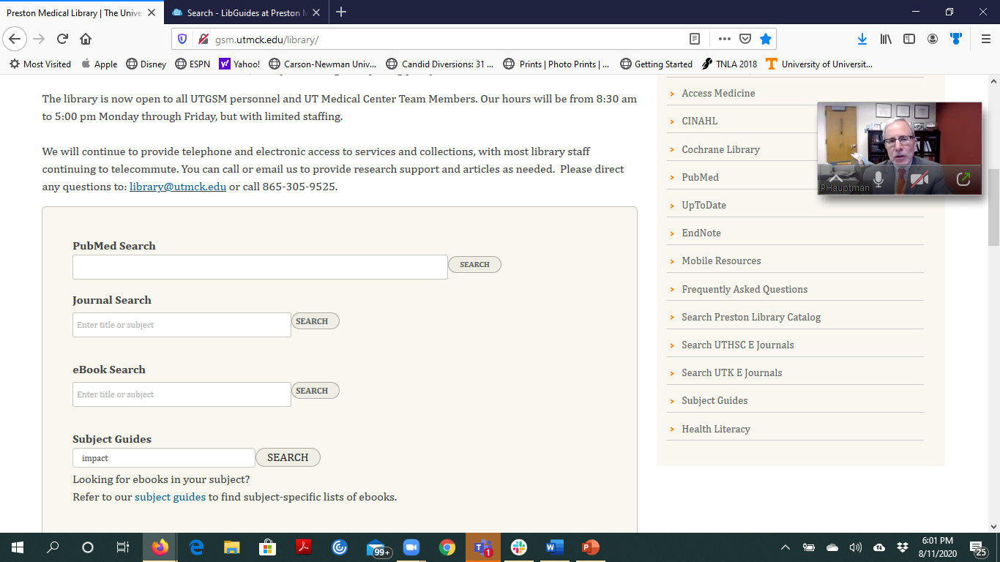 Preston Medical Library | The Unive
Search - LibGuides at Preston M
gsm.utmck.edu/library/
Most Visited
Apple
Disney
ESPN
Yahoo!
Carson-Newman Univ...
Candid Diversions: 31 ...
Prints | Photo Prints | ...
Getting Started
TNLA 2018
University of Universit...
The library is now open to all UTGSM personnel and UT Medical Center Team Members. Our hours will be from 8:30 am
to 5:00 pm Monday through Friday, but with limited staffing.
We will continue to provide telephone and electronic access to services and collections, with most library staff
continuing to telecommute. You can call or email us to provide research support and articles as needed. Please direct
any questions to: library@utmck.edu or call 865-305-9525.
PubMed Search
SEARCH
Journal Search
Enter title or subject
SEARCH
eBook Search
Enter title or subject
SEARCH
Subject Guides
impact
SEARCH
Looking for ebooks in your subject?
Refer to our subject guides to find subject-specific lists of ebooks.
Access Medicine
CINAHL
Cochrane Library
PubMed
UpToDate
EndNote
Mobile Resources
Frequently Asked Questions
Search Preston Library Catalog
Search UTHSC E Journals
Search UTK E Journals
Subject Guides
Health Literacy
PHauptman
99+
1
6:01 PM
8/11/2020
25